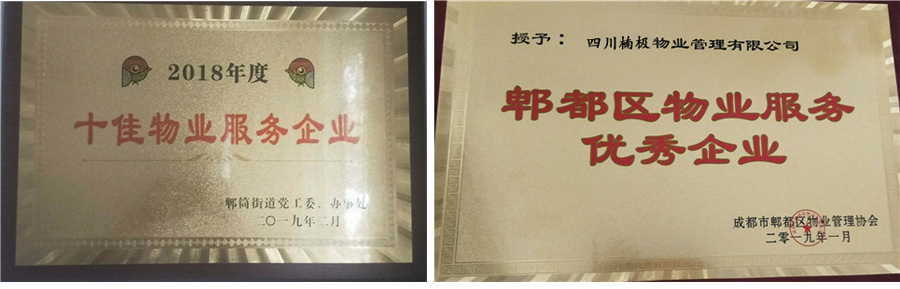 2018年度
十佳物业服务企业
郫筒街道党工委、办事处
二〇一九年二月
授予：四川楠极物业管理有限公司
郫都区物业服务
优秀企业
成都市郫都区物业管理协会
二零一九年一月